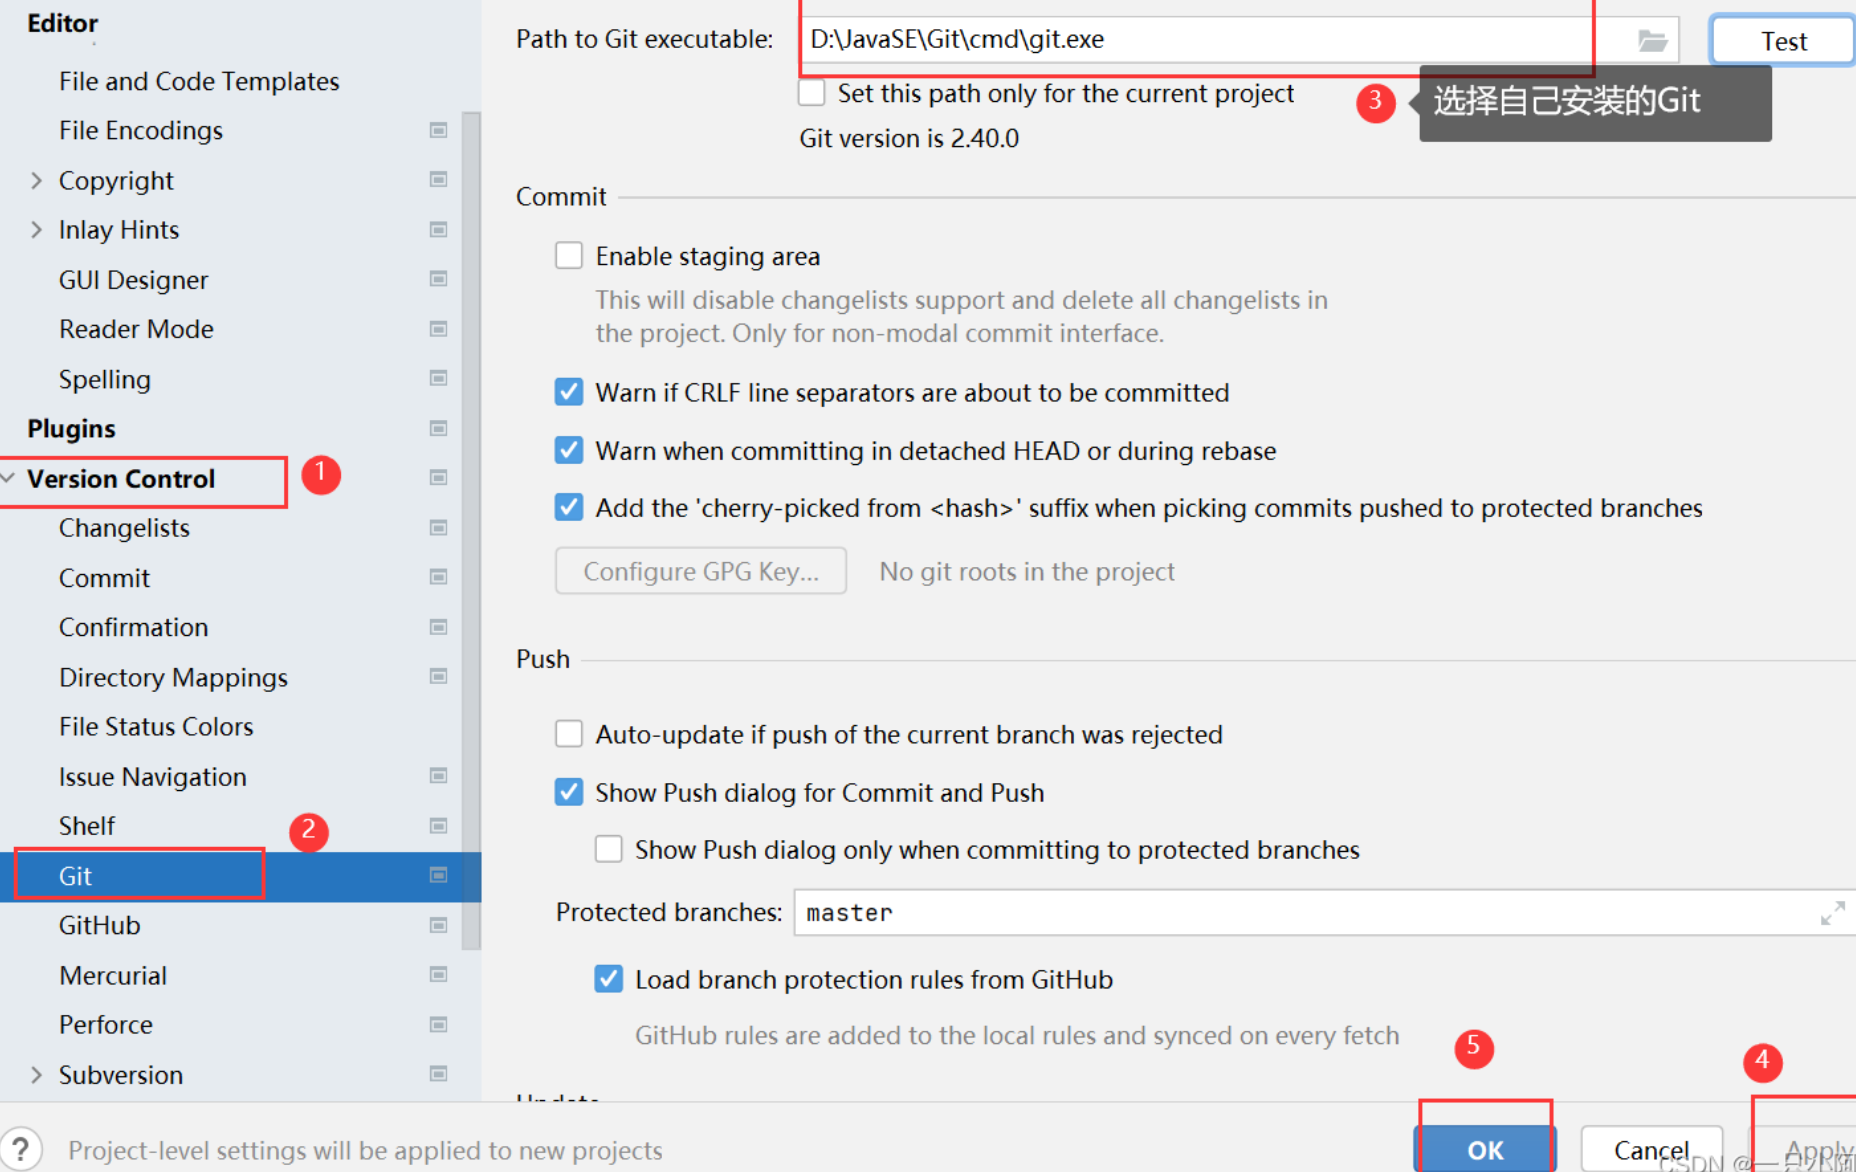 Editor
File and Code Templates
File Encodings
Copyright
Inlay Hints
GUI Designer
Reader Mode
Spelling
Plugins
Version Control
1
Changelists
Commit
Confirmation
Directory Mappings
File Status Colors
Issue Navigation
Shelf
2
Git
GitHub
Mercurial
Perforce
Subversion
Path to Git executable: D:\JavaSE\Git\cmd\git.exe Test
Set this path only for the current project
3 选择自己安装的Git
Git version is 2.40.0
Commit
Enable staging area
This will disable changelists support and delete all changelists in
the project. Only for non-modal commit interface.
Warn if CRLF line separators are about to be committed
Warn when committing in detached HEAD or during rebase
Add the 'cherry-picked from <hash>' suffix when picking commits pushed to protected branches
Configure GPG Key... No git roots in the project
Push
Auto-update if push of the current branch was rejected
Show Push dialog for Commit and Push
Show Push dialog only when committing to protected branches
Protected branches: master
Load branch protection rules from GitHub
GitHub rules are added to the local rules and synced on every fetch
5
4
Update
? Project-level settings will be applied to new projects
OK Cancel Apply
CSDN